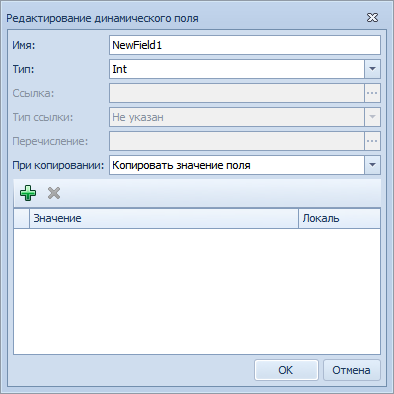 Редактирование динамического поля
Имя: NewField1
Тип: Int
Ссылка:
Тип ссылки: Не указан
Перечисление:
При копировании: Копировать значение поля
Значение Локаль
OK Отмена